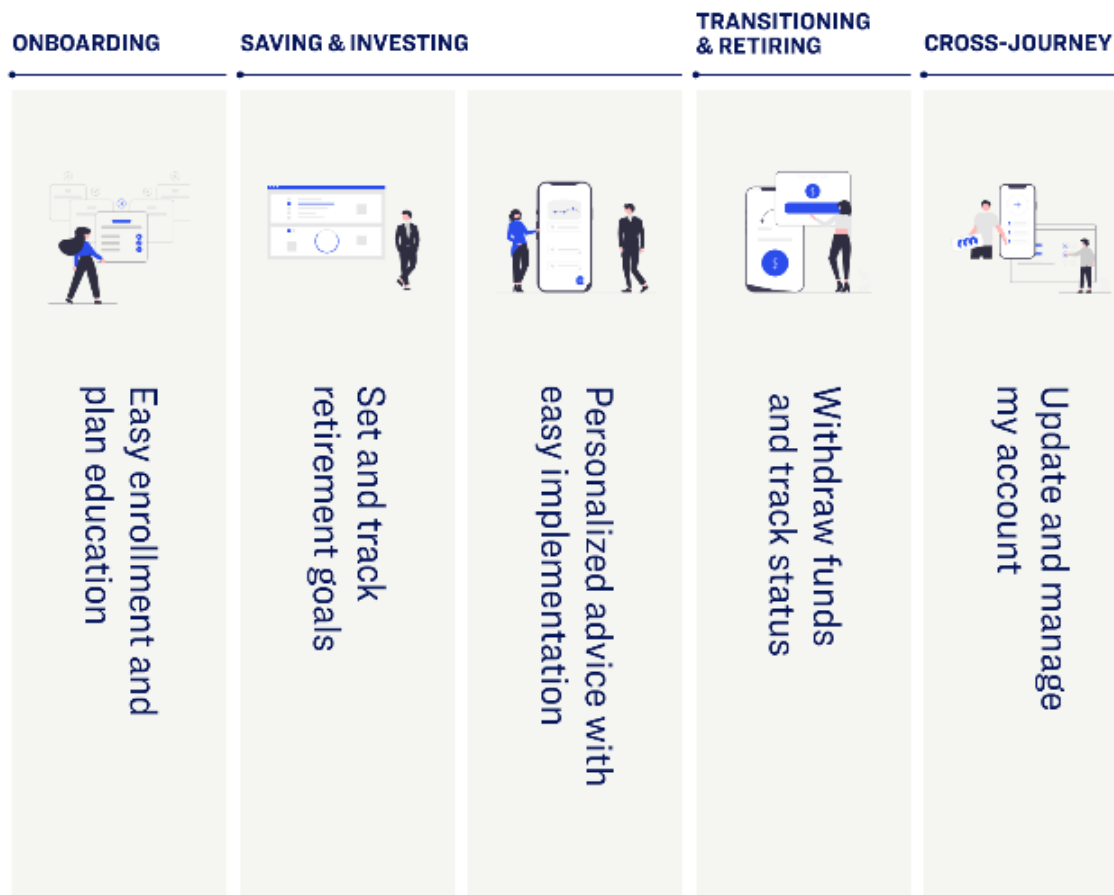 ONBOARDING
SAVING & INVESTING
TRANSITIONING
& RETIRING
CROSS-JOURNEY
Easy enrollment and
plan education
Set and track
retirement goals
Personalized advice with
easy implementation
Withdraw funds
and track status
Update and manage
my account